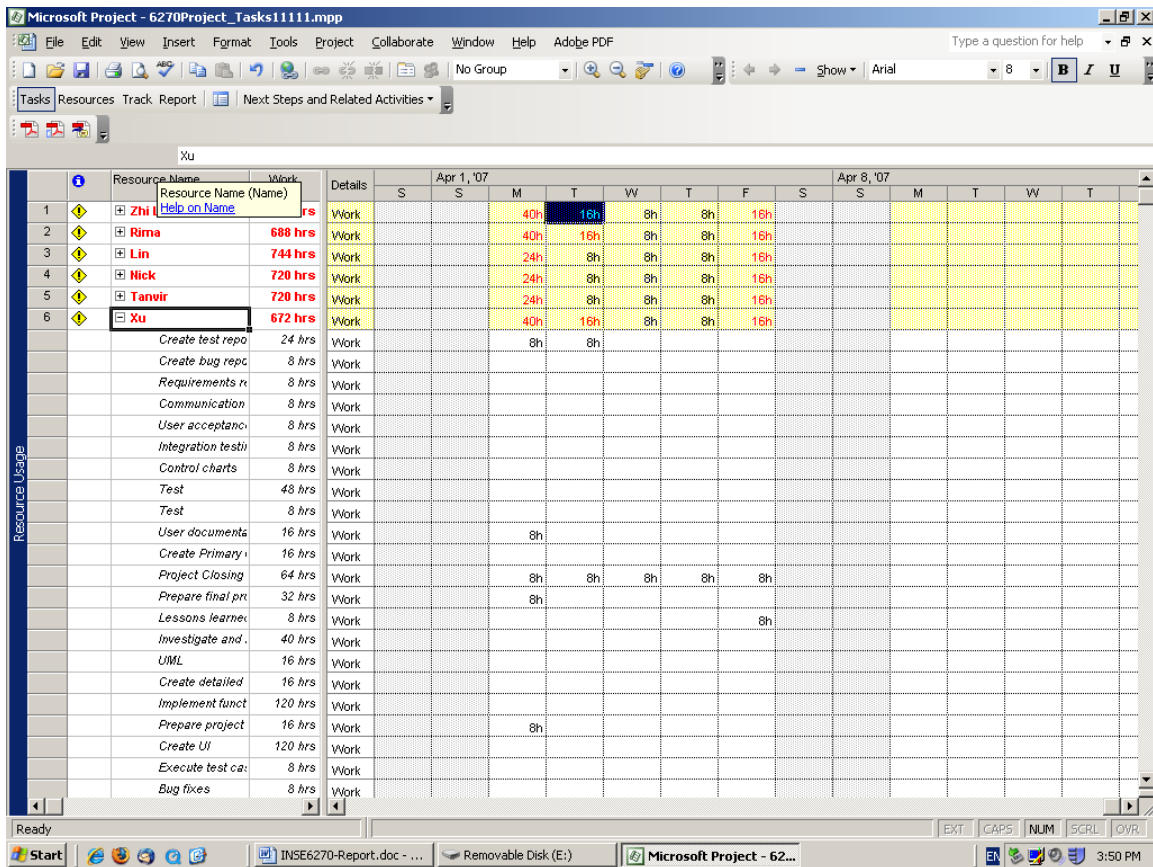 Microsoft Project - 6270Project_Tasks11111.mpp
File Edit View Insert Format Tools Project Collaborate Window Help Adobe PDF Type a question for help
No Group Show Arial 8 B I U
Tasks Resources Track Report Next Steps and Related Activities
Xu
Resource Name Work Details Apr 1, '07 Apr 8, '07
S S M T W T F S S M T W T
Resource Name (Name)
Help on Name
1 Zhi rs Work 40h 16h 8h 8h 16h
2 Rima 688 hrs Work 40h 16h 8h 8h 16h
3 Lin 744 hrs Work 24h 8h 8h 8h 16h
4 Nick 720 hrs Work 24h 8h 8h 8h 16h
5 Tanvir 720 hrs Work 24h 8h 8h 8h 16h
6 Xu 672 hrs Work 40h 16h 8h 8h 16h
Create test repo 24 hrs Work 8h 8h
Create bug repo 8 hrs Work
Requirements re 8 hrs Work
Communication 8 hrs Work
User acceptanc 8 hrs Work
Integration testin 8 hrs Work
Control charts 8 hrs Work
Test 48 hrs Work
Test 8 hrs Work
User documenta 16 hrs Work 8h
Create Primary 16 hrs Work
Project Closing 64 hrs Work 8h 8h 8h 8h 8h
Prepare final pro 32 hrs Work 8h
Lessons learne 8 hrs Work 8h
Investigate and 40 hrs Work
UML 16 hrs Work
Create detailed 16 hrs Work
Implement funct 120 hrs Work
Prepare project 16 hrs Work 8h
Create UI 120 hrs Work
Execute test ca 8 hrs Work
Bug fixes 8 hrs Work
Resource Usage
Ready EXT CAPS NUM SCRL OVR
Start INSE6270-Report.doc - ... Removable Disk (E:) Microsoft Project - 62... EN 3:50 PM